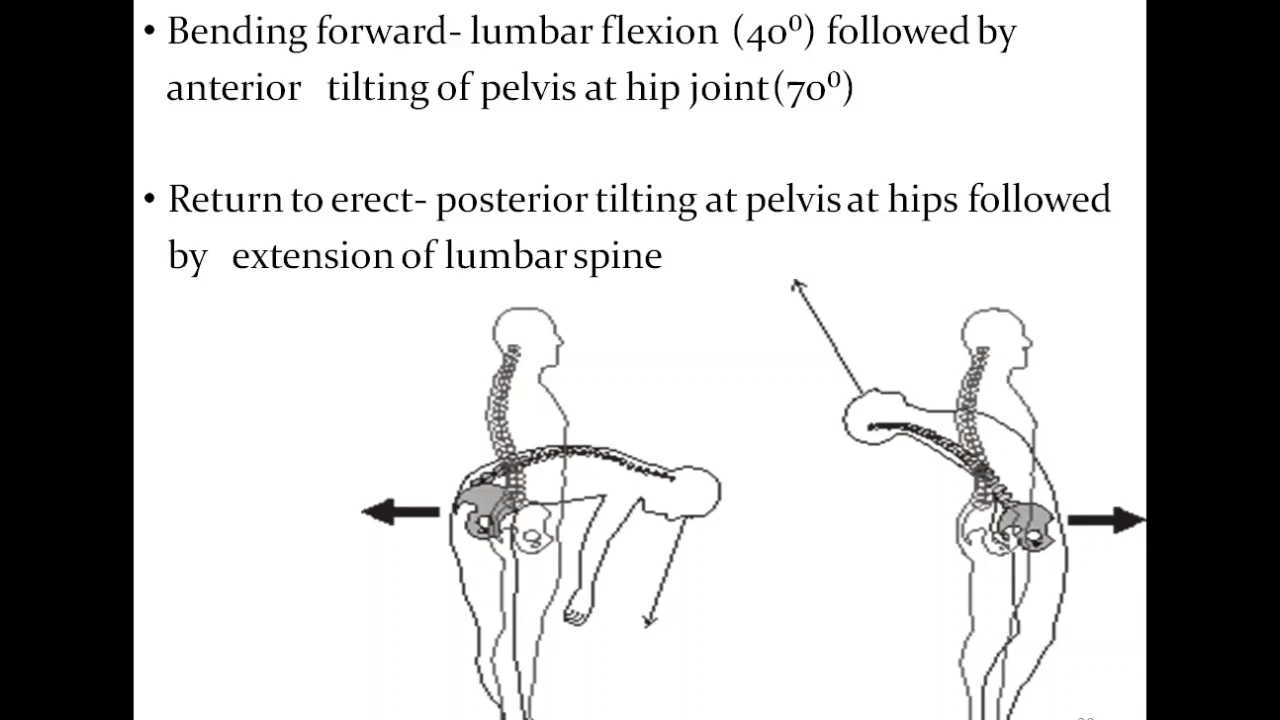 • Bending forward- lumbar flexion (40⁰) followed by
anterior tilting of pelvis at hip joint(70⁰)
• Return to erect- posterior tilting at pelvis at hips followed
by extension of lumbar spine